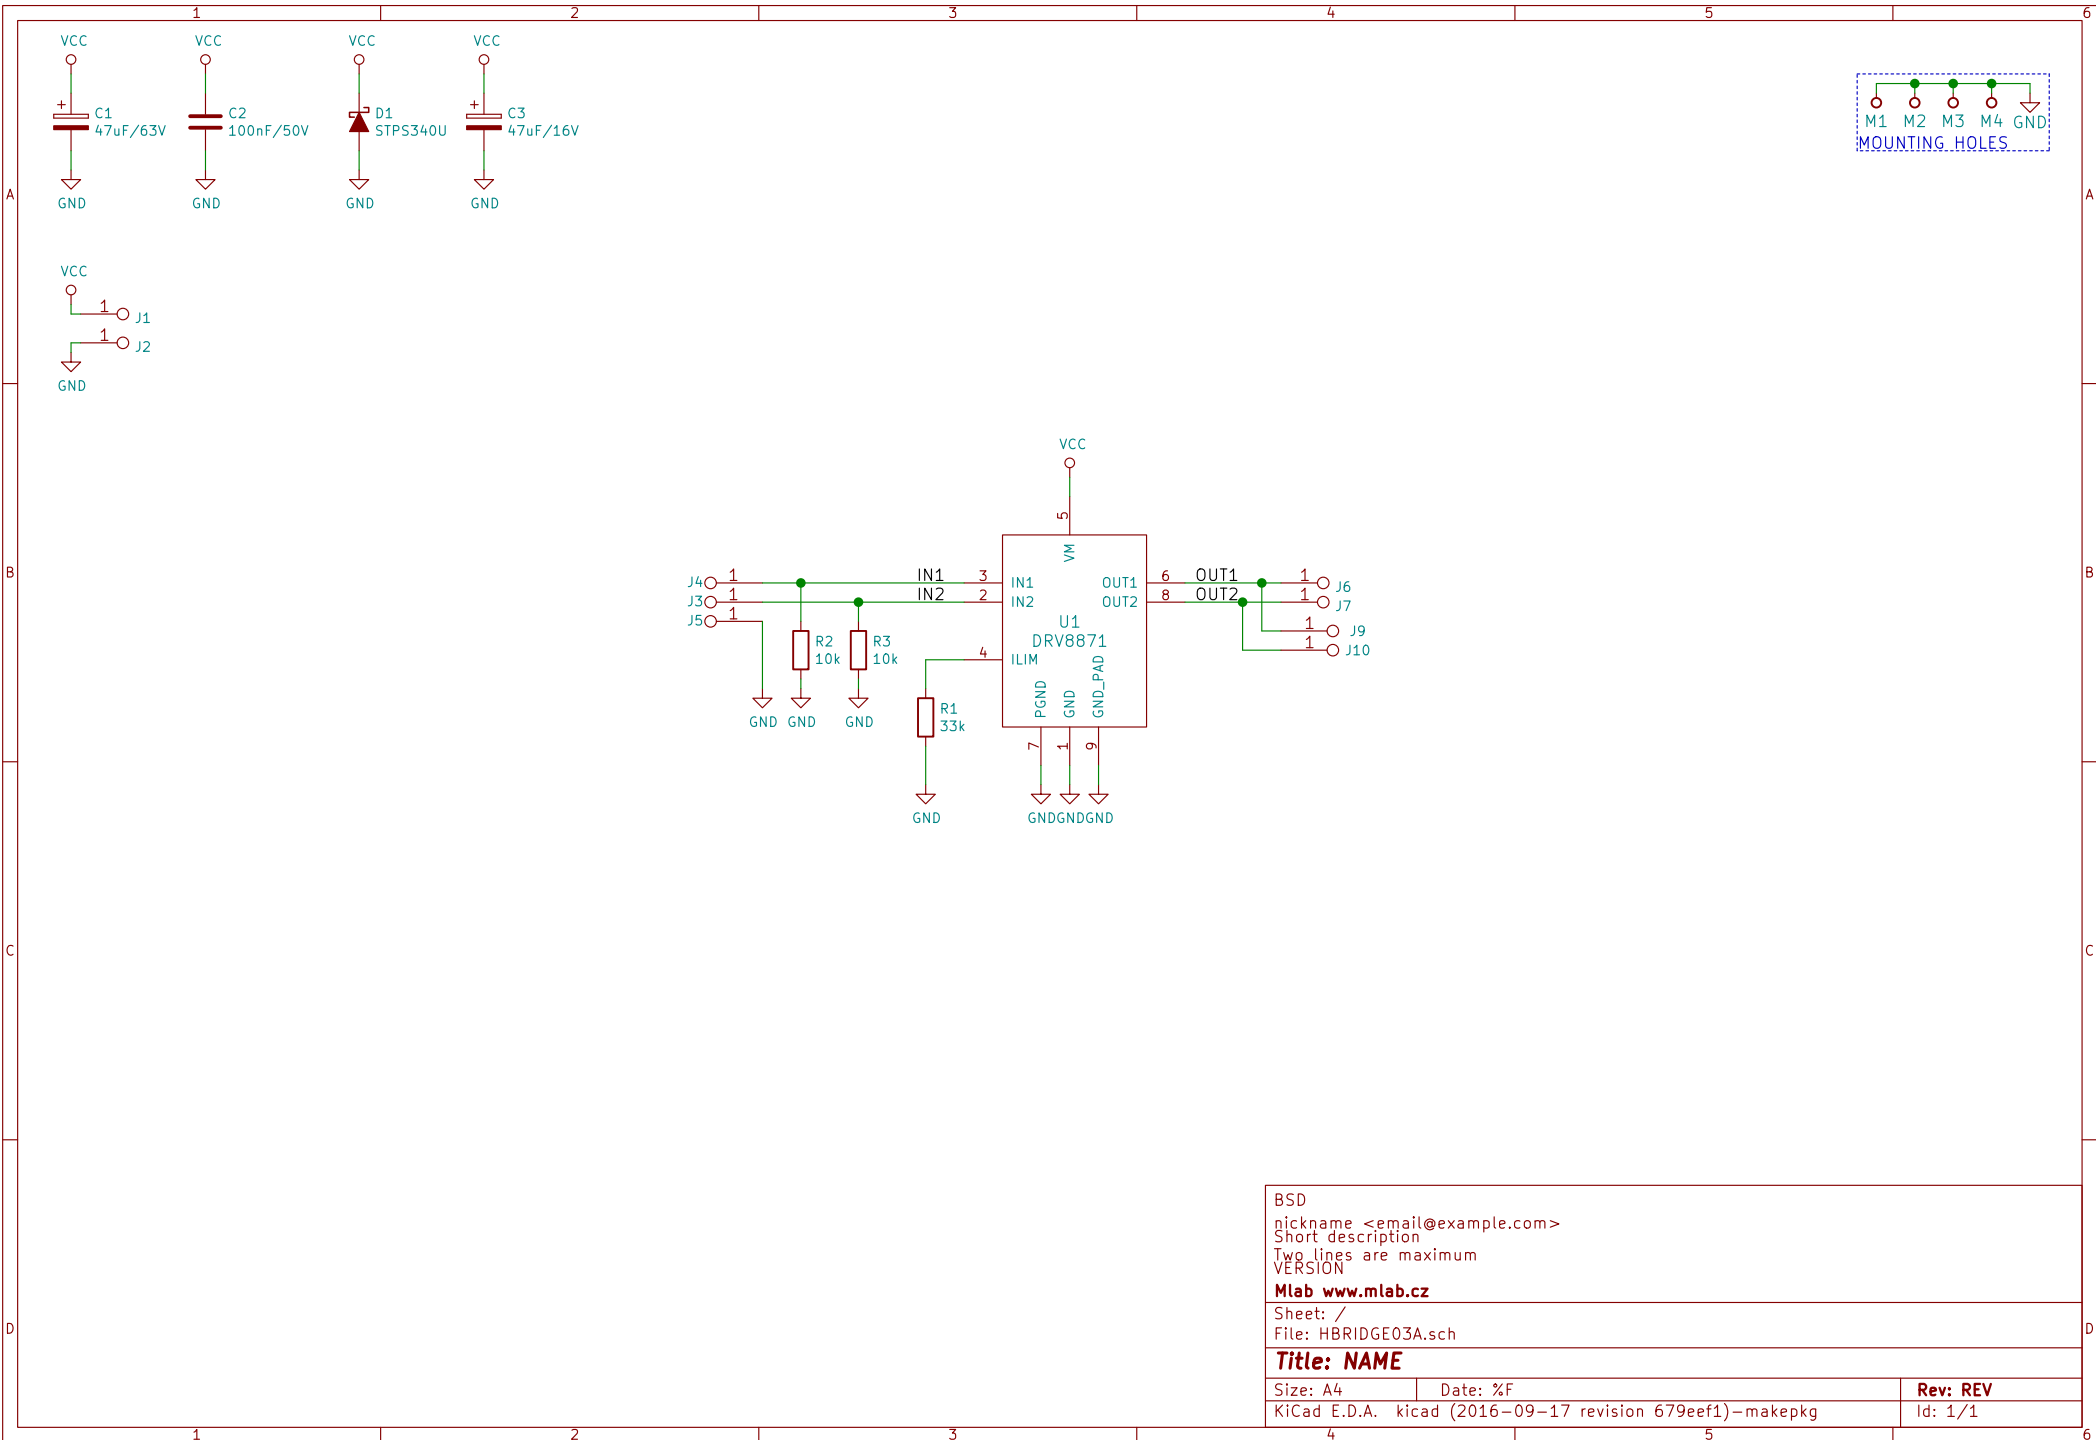 1 2 3 4 5 6
VCC VCC VCC VCC
+ C1 C2 D1 + C3
47uF/63V 100nF/50V STPS340U 47uF/16V
GND GND GND GND
M1 M2 M3 M4 GND
MOUNTING HOLES
A A
VCC
1 J1
1 J2
GND
VCC
5
VM
B B
J4 1 IN1 3 IN1 OUT1 6 OUT1 1 J6
J3 1 IN2 2 IN2 OUT2 8 OUT2 1 J7
J5 1
U1
DRV8871
1 J9
1 J10
R2 R3
10k 10k
4 ILIM
PGND GND GND_PAD
GND GND GND
R1
33k
7 1 9
GND GND GND GND
C C
BSD
nickname <email@example.com>
Short description
Two lines are maximum
VERSION
Mlab www.mlab.cz
Sheet: /
File: HBRIDGE03A.sch
D D
Title: NAME
Size: A4 Date: %F Rev: REV
KiCad E.D.A. kicad (2016-09-17 revision 679eef1)-makepkg Id: 1/1
1 2 3 4 5 6